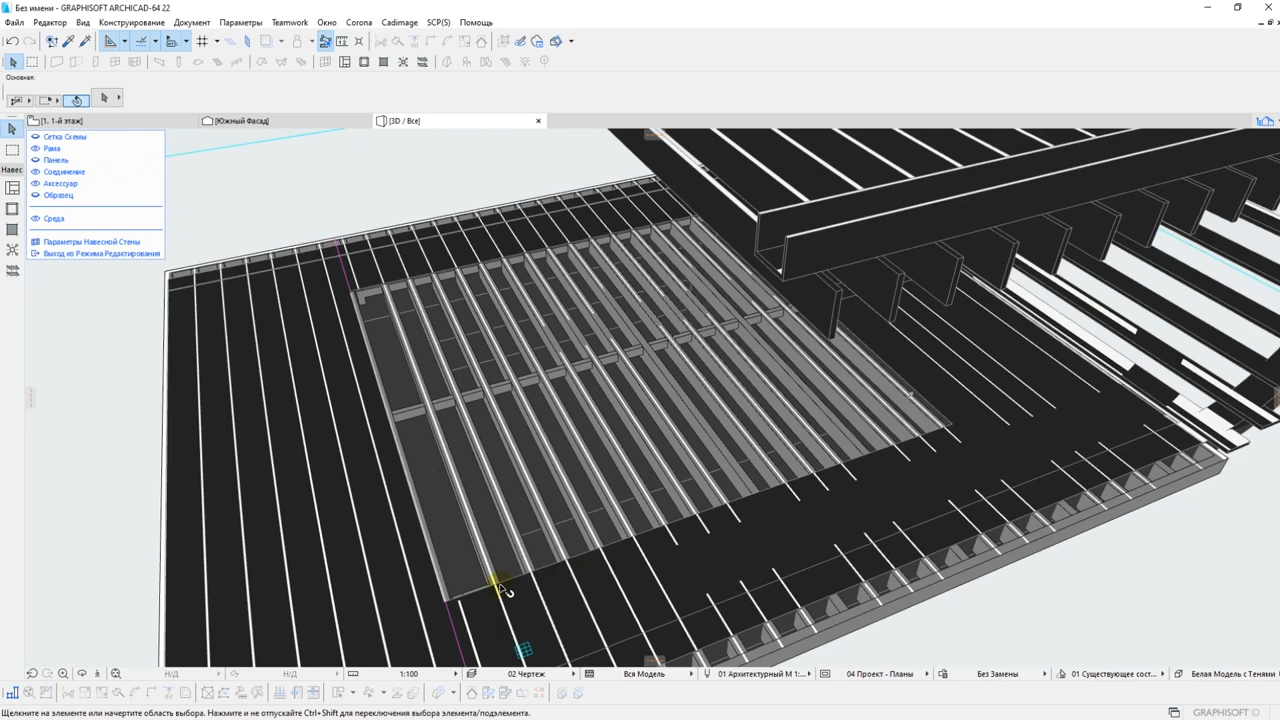 Без имени - GRAPHISOFT ARCHICAD-64 22
Файл Редактор Вид Конструирование Документ Параметры Teamwork Окно Corona Cadimage SCP(S) Помощь
Основная:
[1. 1-й этаж] [Южный Фасад] [3D / Все]
Сетка Схемы
Рама
Панель
Соединение
Аксессуар
Образец
Среда
Параметры Навесной Стены
Выход из Режима Редактирования
Навес
Н/Д Н/Д 1:100 02 Чертеж Вся Модель 01 Архитектурный М 1:... 04 Проект - Планы Без Замены 01 Существующее сост... Белая Модель с Тенями
Щелкните на элементе или начертите область выбора. Нажмите и не отпускайте Ctrl+Shift для переключения выбора элемента/подэлемента.
GRAPHISOFT ID